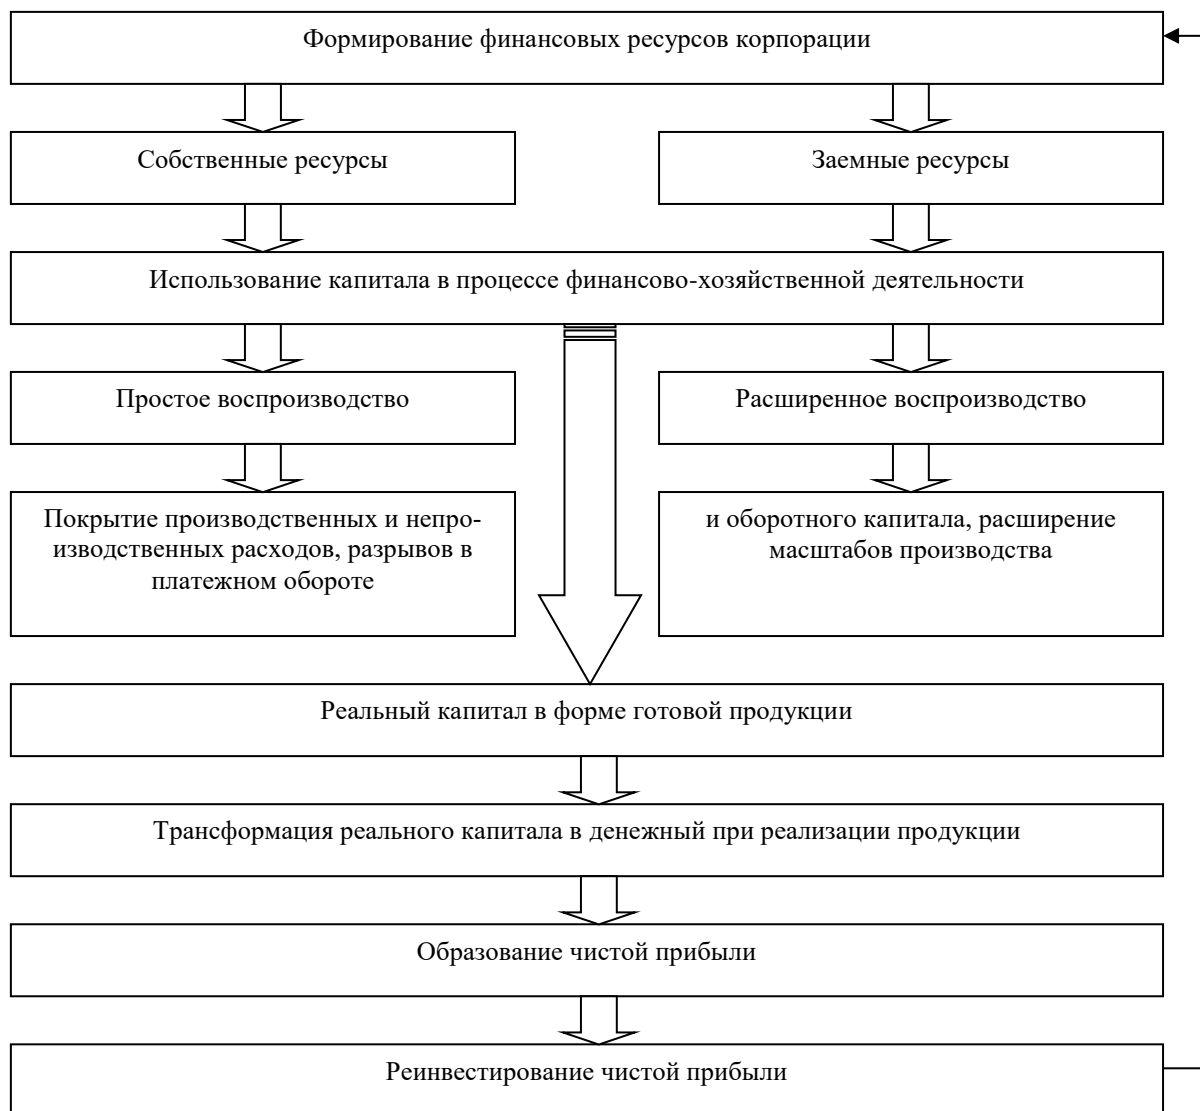 Формирование финансовых ресурсов корпорации
Собственные ресурсы
Заемные ресурсы
Использование капитала в процессе финансово-хозяйственной деятельности
Простое воспроизводство
Расширенное воспроизводство
Покрытие производственных и непро-
изводственных расходов, разрывов в
платежном обороте
и оборотного капитала, расширение
масштабов производства
Реальный капитал в форме готовой продукции
Трансформация реального капитала в денежный при реализации продукции
Образование чистой прибыли
Реинвестирование чистой прибыли